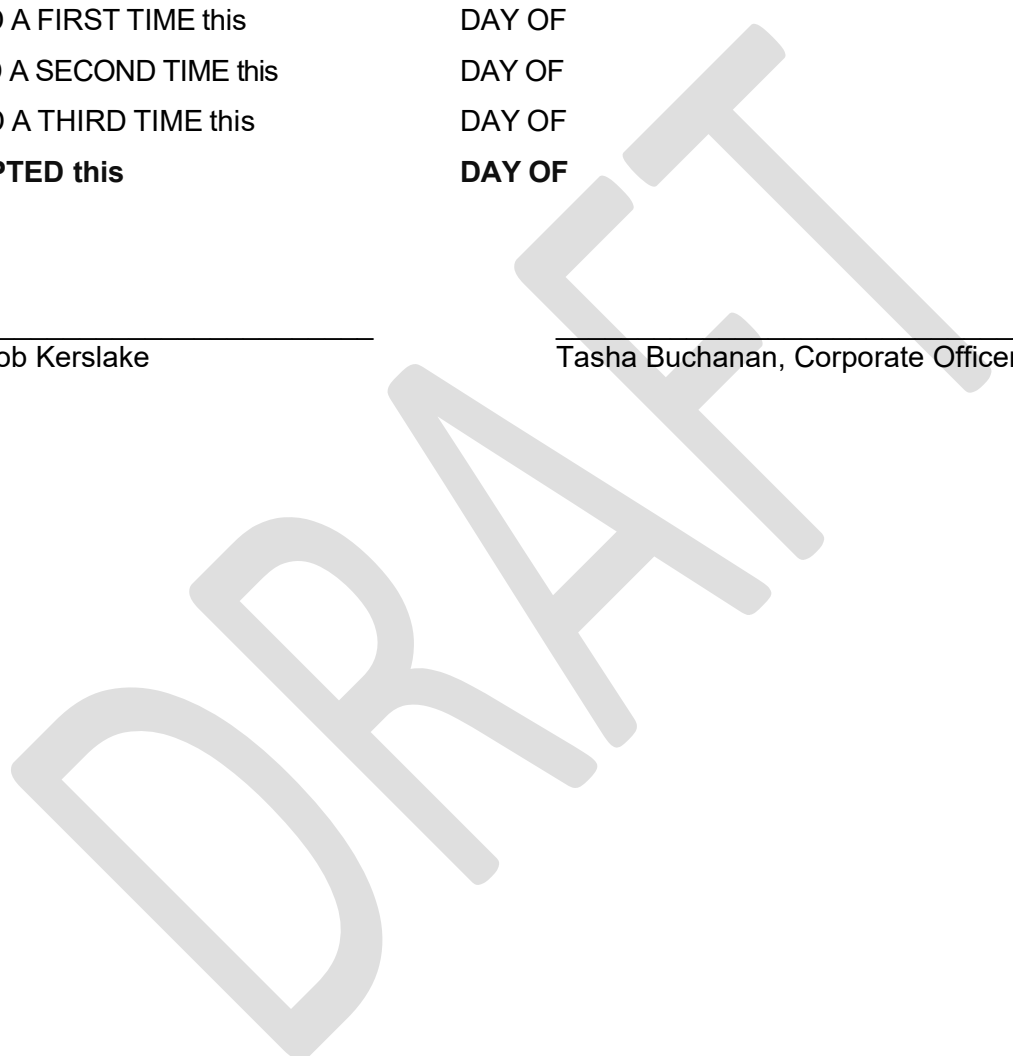 A FIRST TIME this DAY OF
A SECOND TIME this DAY OF
A THIRD TIME this DAY OF
PTED this DAY OF
ob Kerslake Tasha Buchanan, Corporate Officer
DRAFT